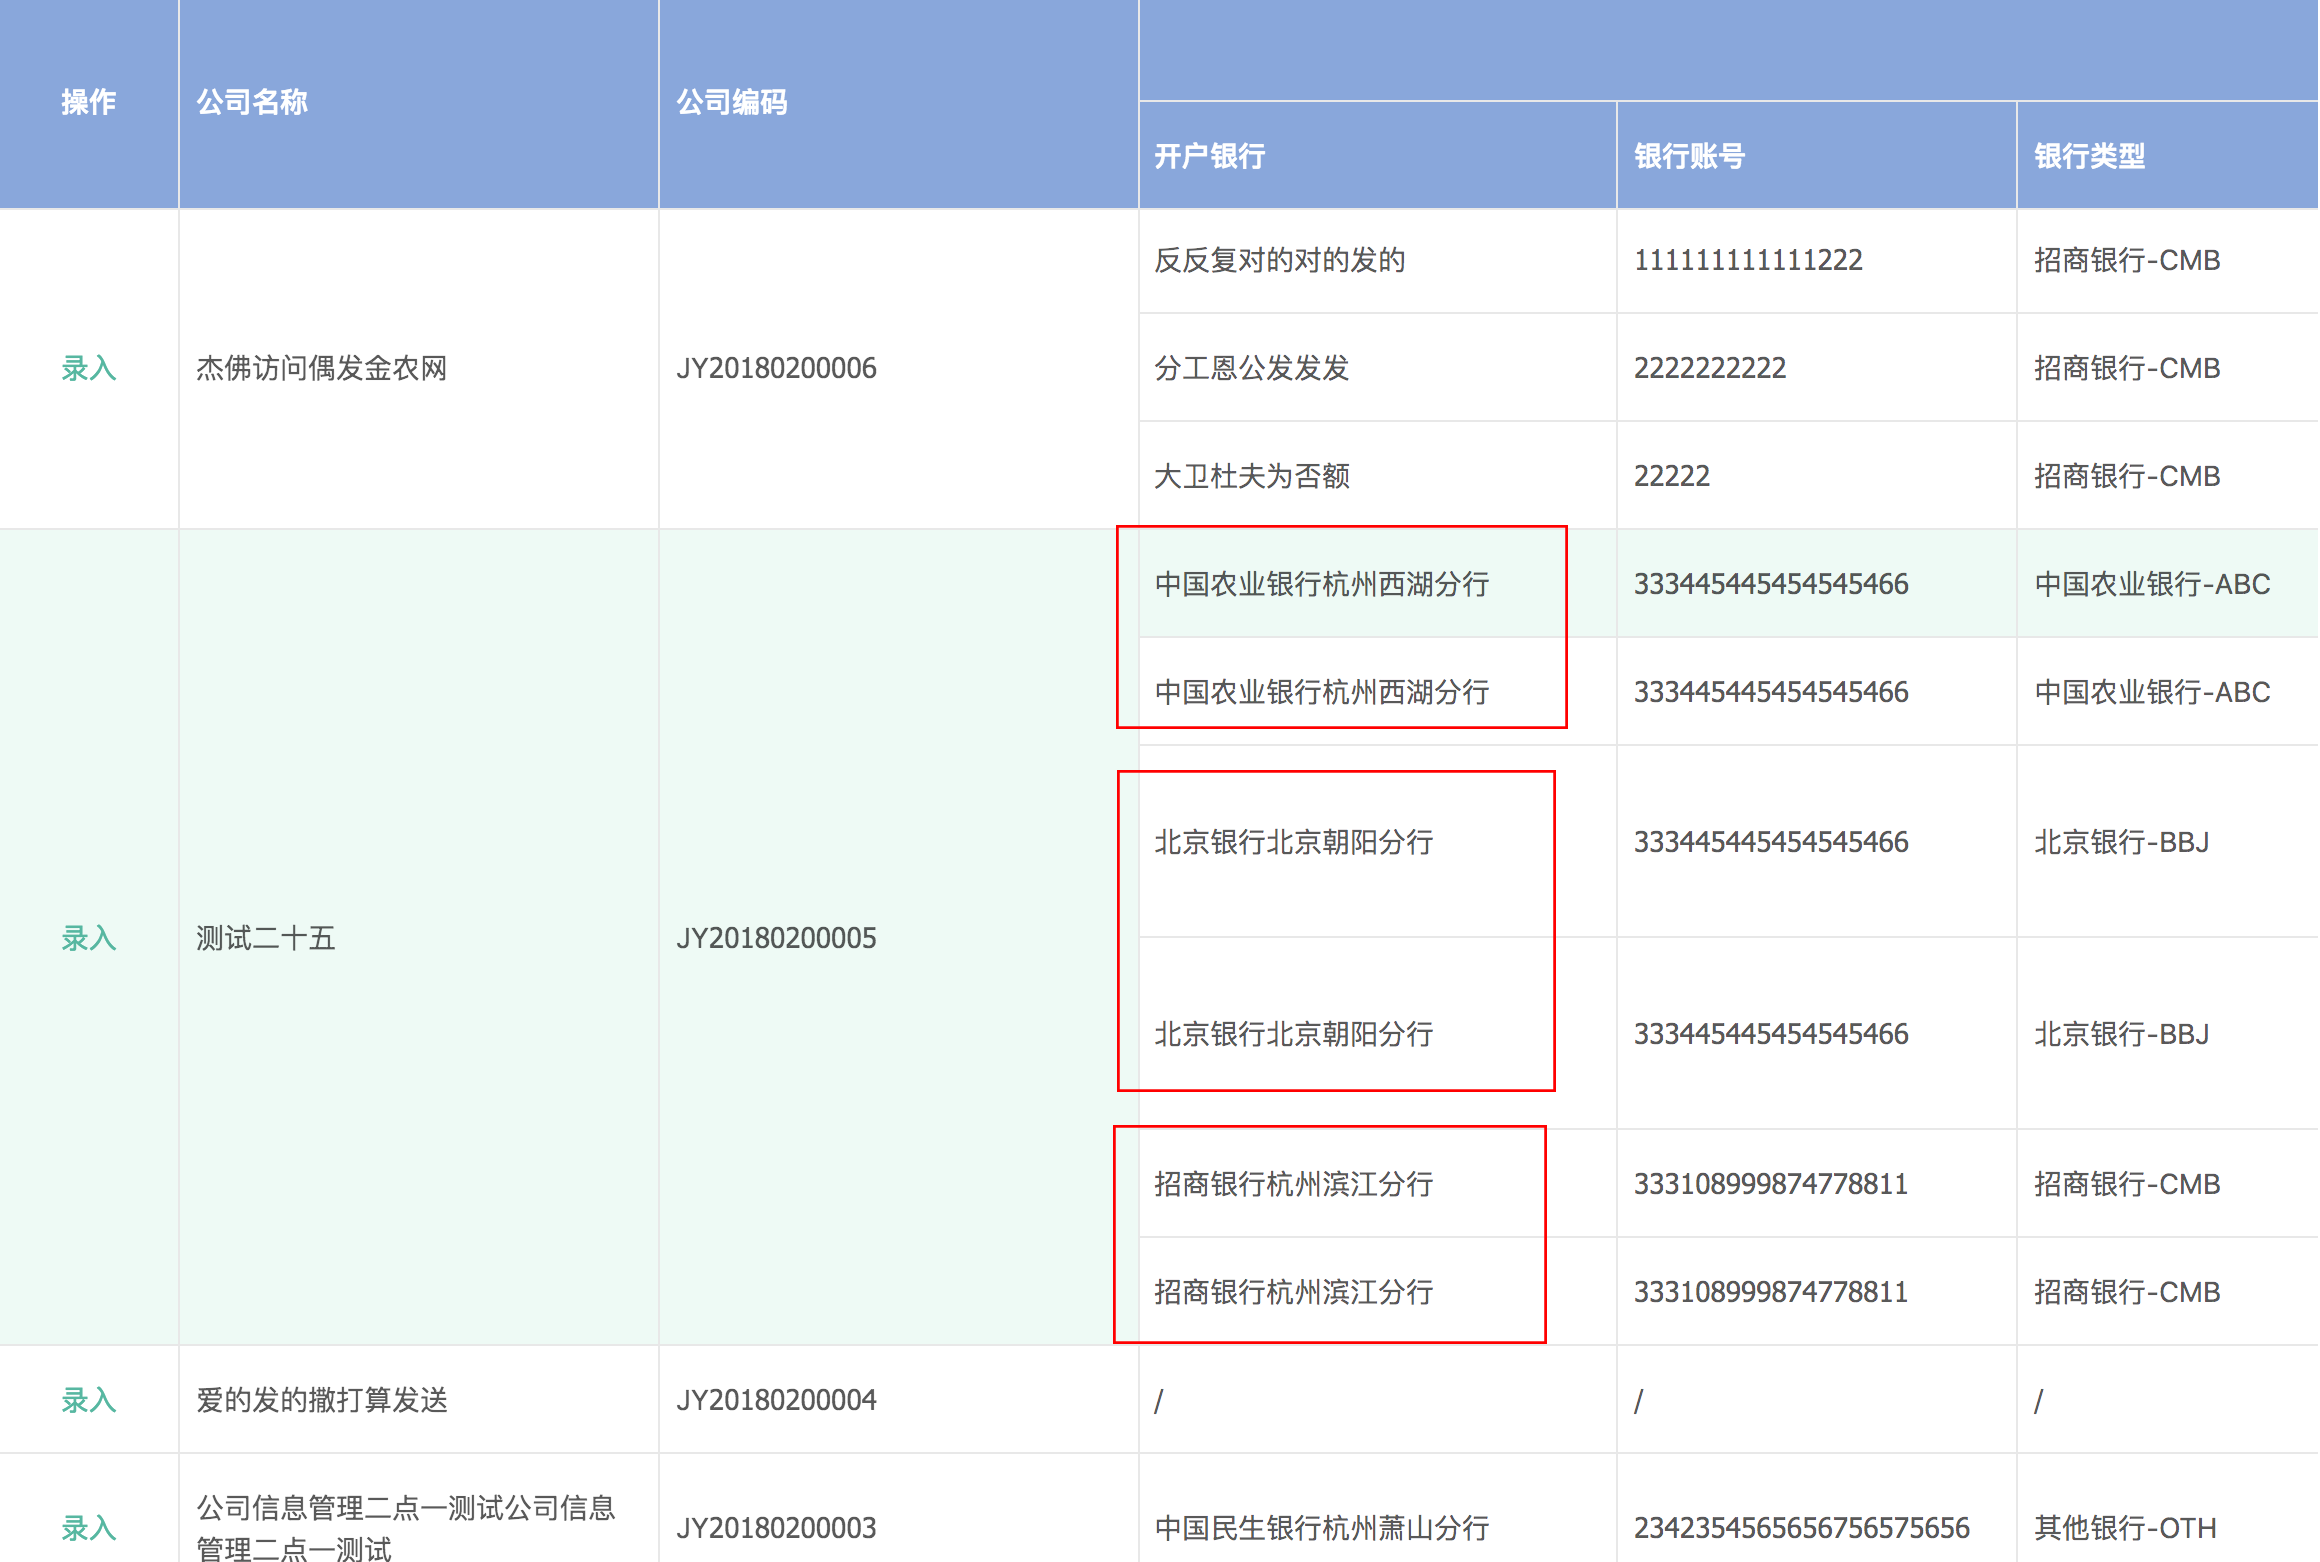 操作
公司名称
公司编码
开户银行
银行账号
银行类型
录入
杰佛访问偶发金农网
JY20180200006
反反复对的对的发的
111111111111222
招商银行-CMB
分工恩公发发发
2222222222
招商银行-CMB
大卫杜夫为否额
22222
招商银行-CMB
录入
测试二十五
JY20180200005
中国农业银行杭州西湖分行
333445445454545466
中国农业银行-ABC
中国农业银行杭州西湖分行
333445445454545466
中国农业银行-ABC
北京银行北京朝阳分行
333445445454545466
北京银行-BBJ
北京银行北京朝阳分行
333445445454545466
北京银行-BBJ
招商银行杭州滨江分行
333108999874778811
招商银行-CMB
招商银行杭州滨江分行
333108999874778811
招商银行-CMB
录入
爱的发的撒打算发送
JY20180200004
/
/
/
录入
公司信息管理二点一测试公司信息
管理二点一测试
JY20180200003
中国民生银行杭州萧山分行
2342354565656756575656
其他银行-OTH